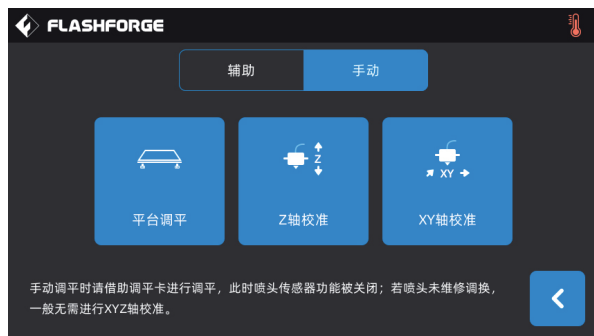 FLASHFORGE
辅助 手动
Z
XY
平台调平 Z轴校准 XY轴校准
手动调平时请借助调平卡进行调平，此时喷头传感器功能被关闭；若喷头未维修调换，
一般无需进行XYZ轴校准。